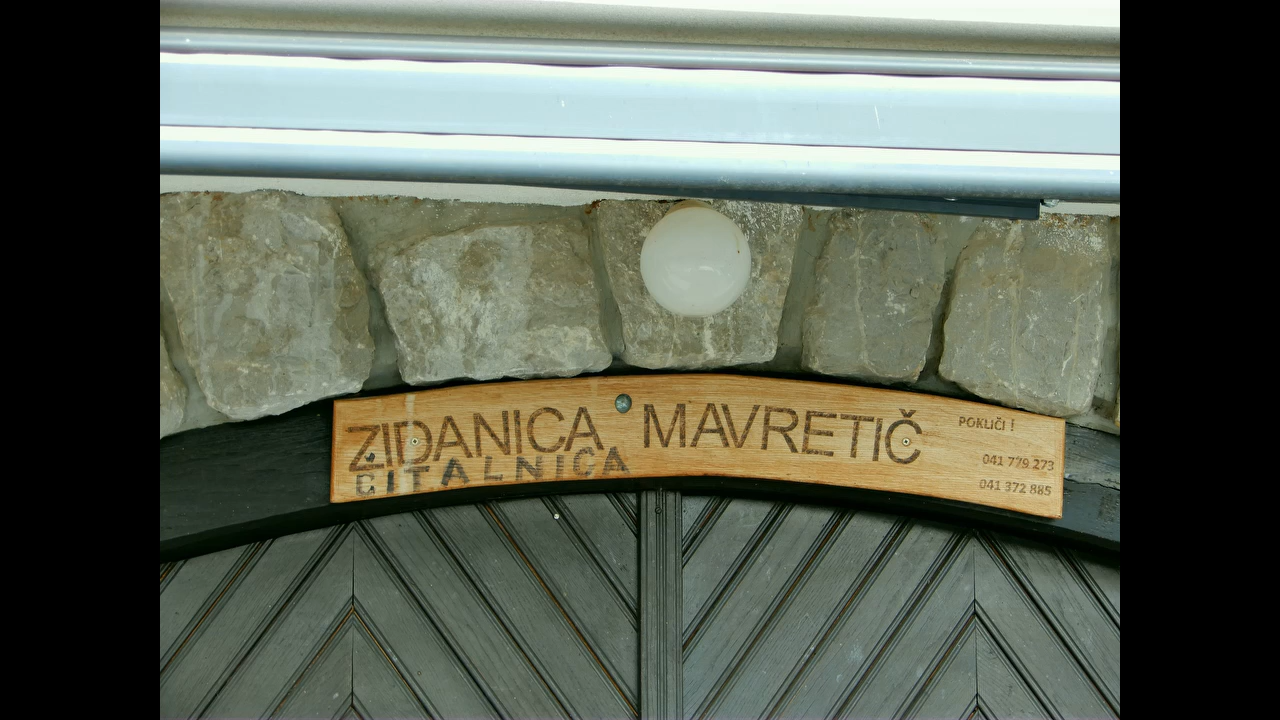 ZIDANICA MAVRETIČ
ČITALNICA
POKLIČI !
041 779 273
041 372 885